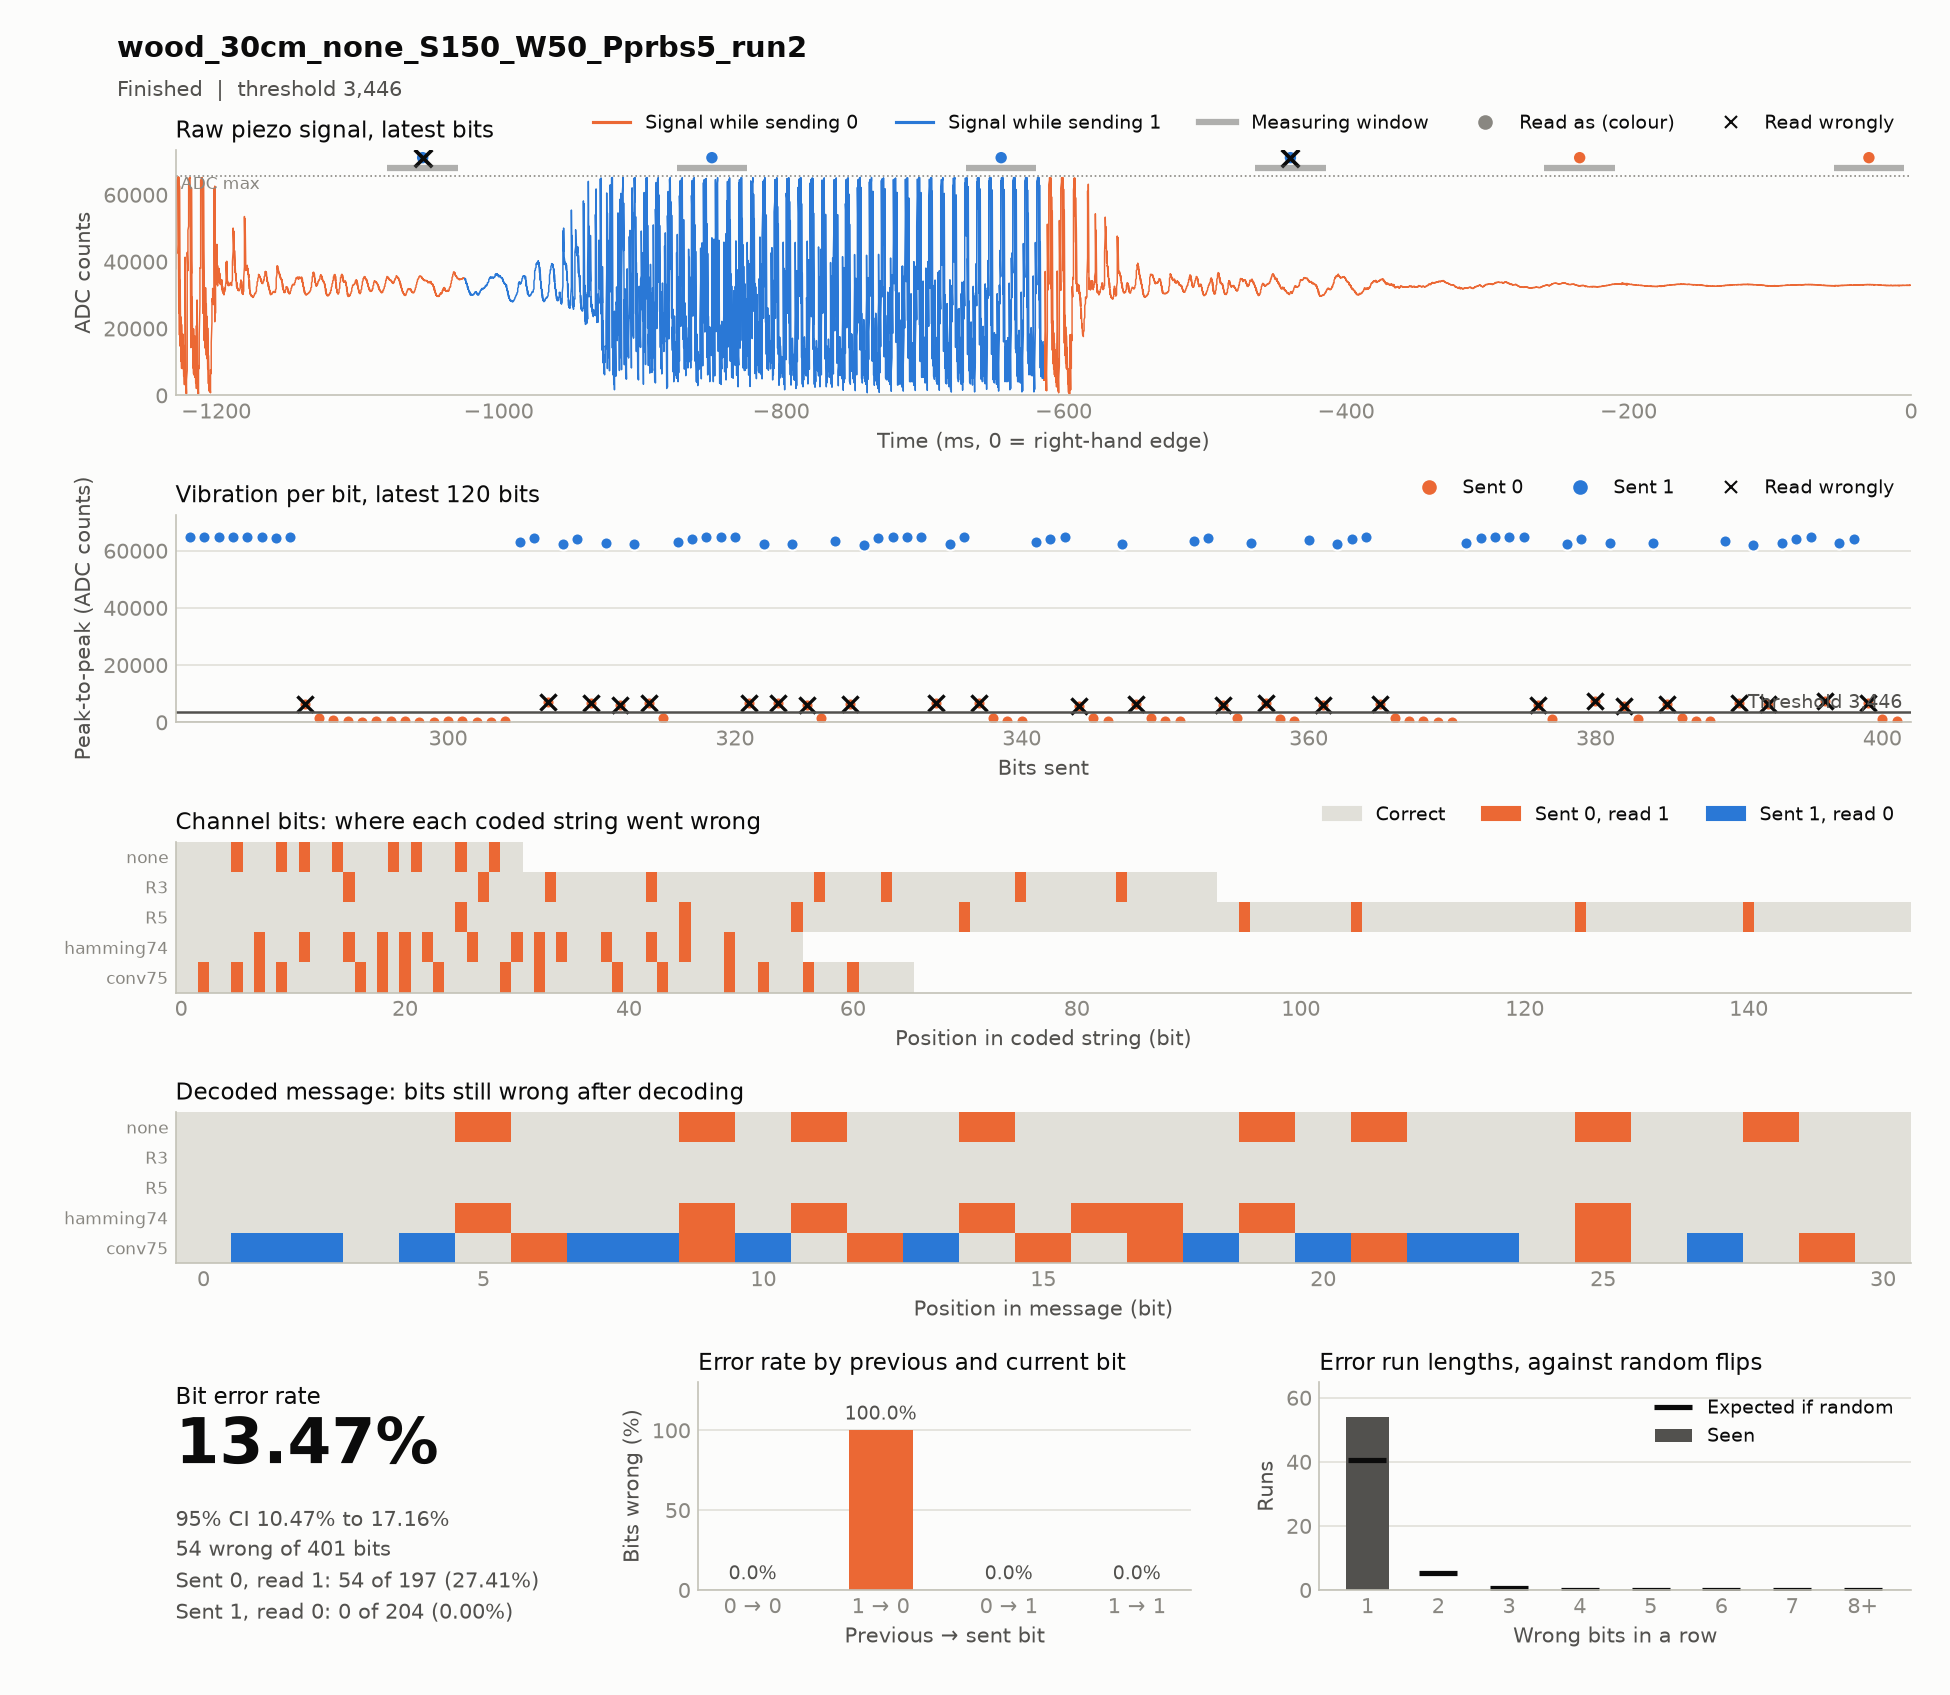 wood_30cm_none_S150_W50_Pprbs5_run2
Finished | threshold 3,446
Raw piezo signal, latest bits
Signal while sending 0
Signal while sending 1
Measuring window
Read as (colour)
Read wrongly
ADC max
60000
40000
20000
0
ADC counts
−1200
−1000
−800
−600
−400
−200
0
Time (ms, 0 = right-hand edge)
Vibration per bit, latest 120 bits
Sent 0
Sent 1
Read wrongly
60000
40000
20000
0
Peak-to-peak (ADC counts)
Threshold 3,446
300
320
340
360
380
400
Bits sent
Channel bits: where each coded string went wrong
Correct
Sent 0, read 1
Sent 1, read 0
none
R3
R5
hamming74
conv75
0
20
40
60
80
100
120
140
Position in coded string (bit)
Decoded message: bits still wrong after decoding
none
R3
R5
hamming74
conv75
0
5
10
15
20
25
30
Position in message (bit)
Bit error rate
13.47%
95% CI 10.47% to 17.16%
54 wrong of 401 bits
Sent 0, read 1: 54 of 197 (27.41%)
Sent 1, read 0: 0 of 204 (0.00%)
Error rate by previous and current bit
100
50
0
Bits wrong (%)
0.0%
100.0%
0.0%
0.0%
0 → 0
1 → 0
0 → 1
1 → 1
Previous → sent bit
Error run lengths, against random flips
Expected if random
Seen
60
40
20
0
Runs
1
2
3
4
5
6
7
8+
Wrong bits in a row